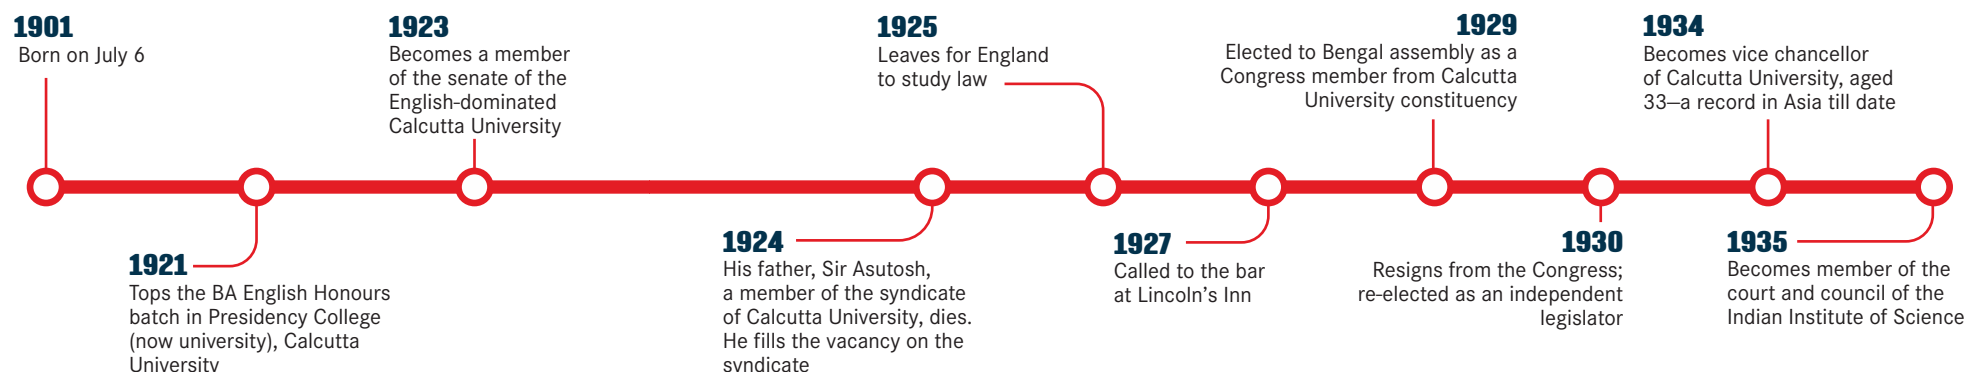 1901
Born on July 6
1921
Tops the BA English Honours
batch in Presidency College
(now university), Calcutta
University
1923
Becomes a member
of the senate of the
English-dominated
Calcutta University
1924
His father, Sir Asutosh,
a member of the syndicate
of Calcutta University, dies.
He fills the vacancy on the
syndicate
1925
Leaves for England
to study law
1927
Called to the bar
at Lincoln’s Inn
1929
Elected to Bengal assembly as a
Congress member from Calcutta
University constituency
1930
Resigns from the Congress;
re-elected as an independent
legislator
1934
Becomes vice chancellor
of Calcutta University, aged
33—a record in Asia till date
1935
Becomes member of the
court and council of the
Indian Institute of Science